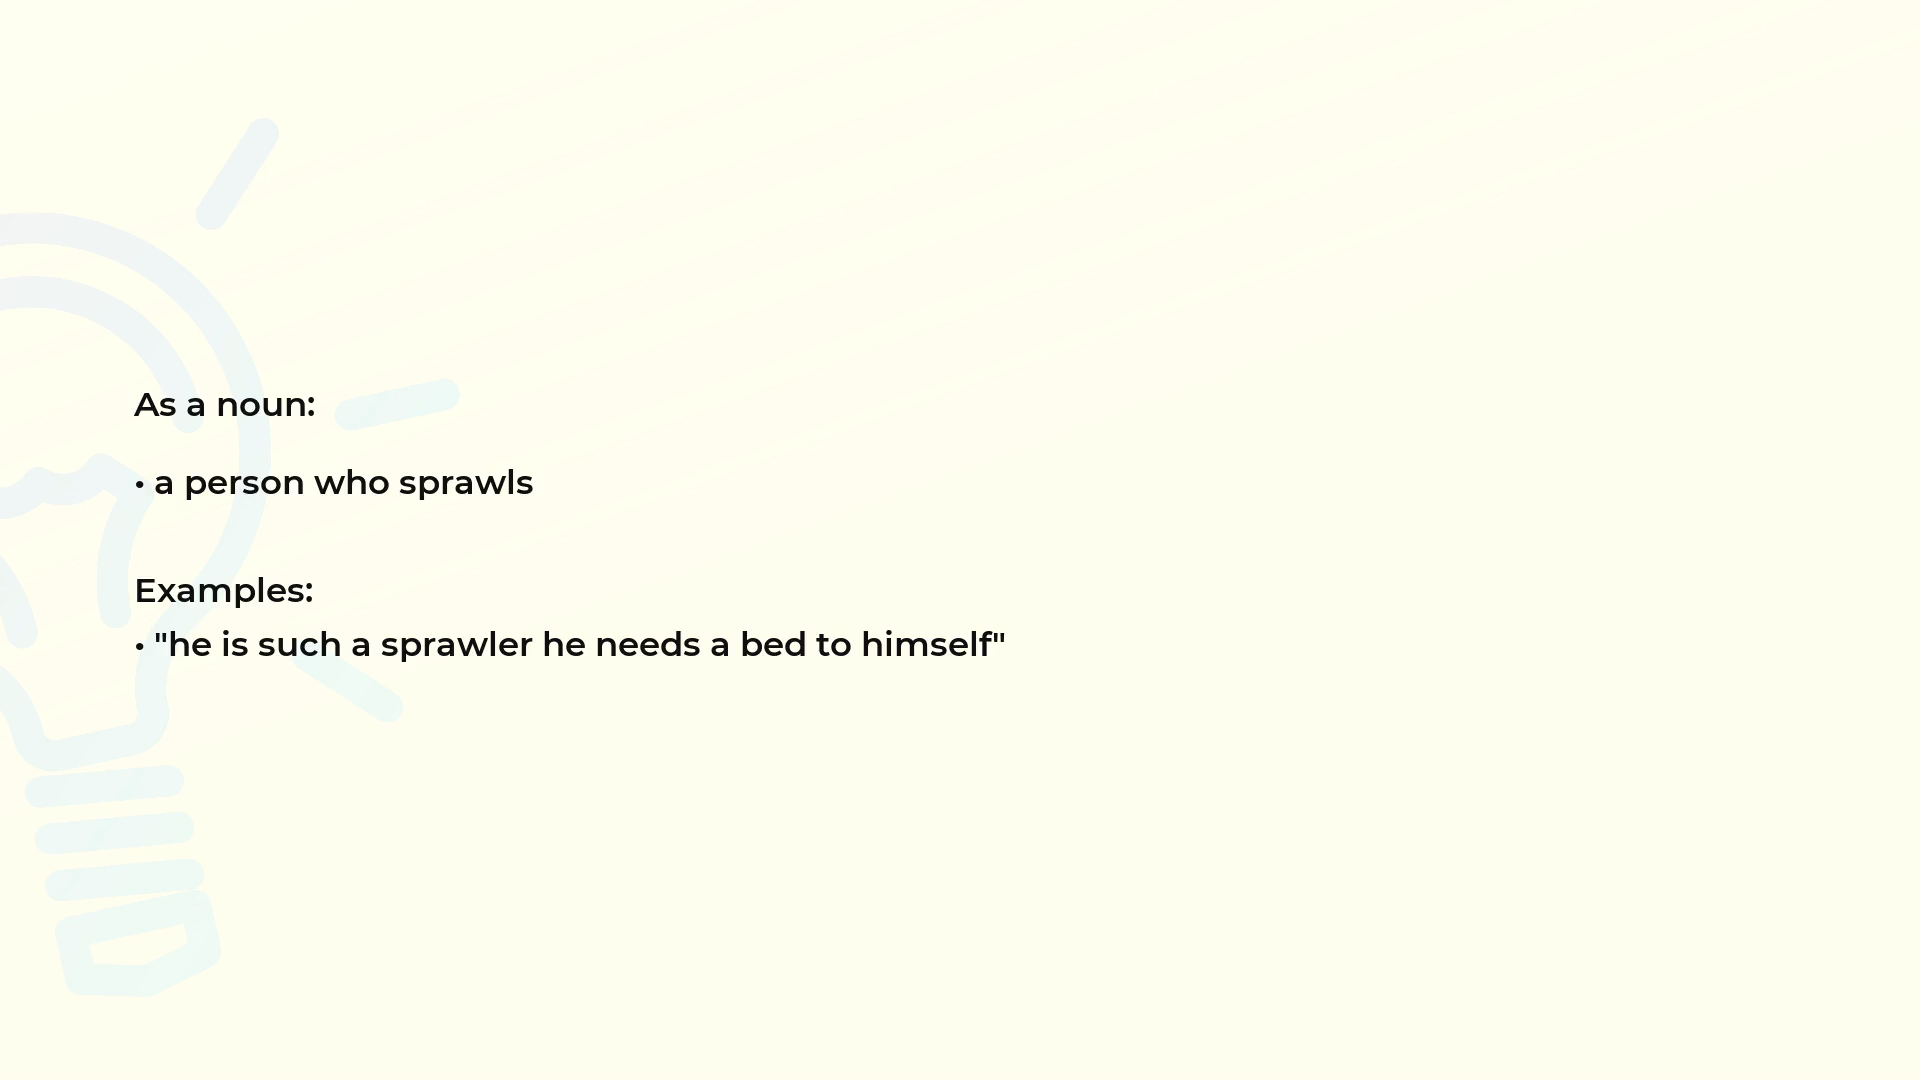 As a noun:
• a person who sprawls
Examples:
• "he is such a sprawler he needs a bed to himself"